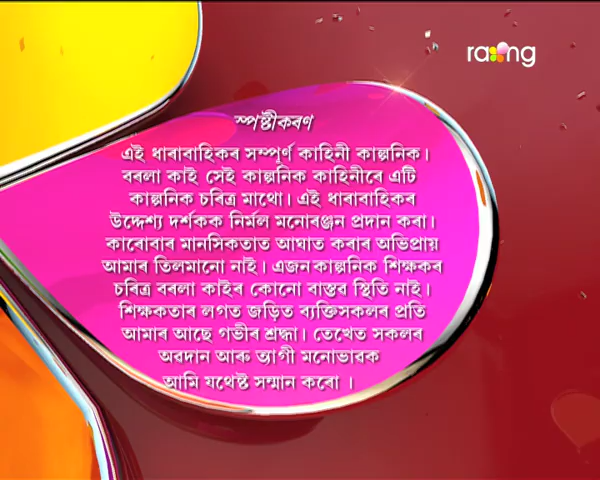 rang
স্পষ্টীকৰণ
এই ধাৰাবাহিকৰ সম্পূৰ্ণ কাহিনী কাল্পনিক।
বৰলা কাই সেই কাল্পনিক কাহিনীৰে এটি
কাল্পনিক চৰিত্ৰ মাথো। এই ধাৰাবাহিকৰ
উদ্দেশ্য দৰ্শকক নিৰ্মল মনোৰঞ্জন প্ৰদান কৰা।
কাৰোবাৰ মানসিকতাত আঘাত কৰাৰ অভিপ্ৰায়
আমাৰ তিলমানো নাই। এজন কাল্পনিক শিক্ষকৰ
চৰিত্ৰ বৰলা কাইৰ কোনো বাস্তৱ স্থিতি নাই।
শিক্ষকতাৰ লগত জড়িত ব্যক্তিসকলৰ প্ৰতি
আমাৰ আছে গভীৰ শ্ৰদ্ধা। তেখেত সকলৰ
অৱদান আৰু ত্যাগী মনোভাৱক
আমি যথেষ্ট সন্মান কৰো ।